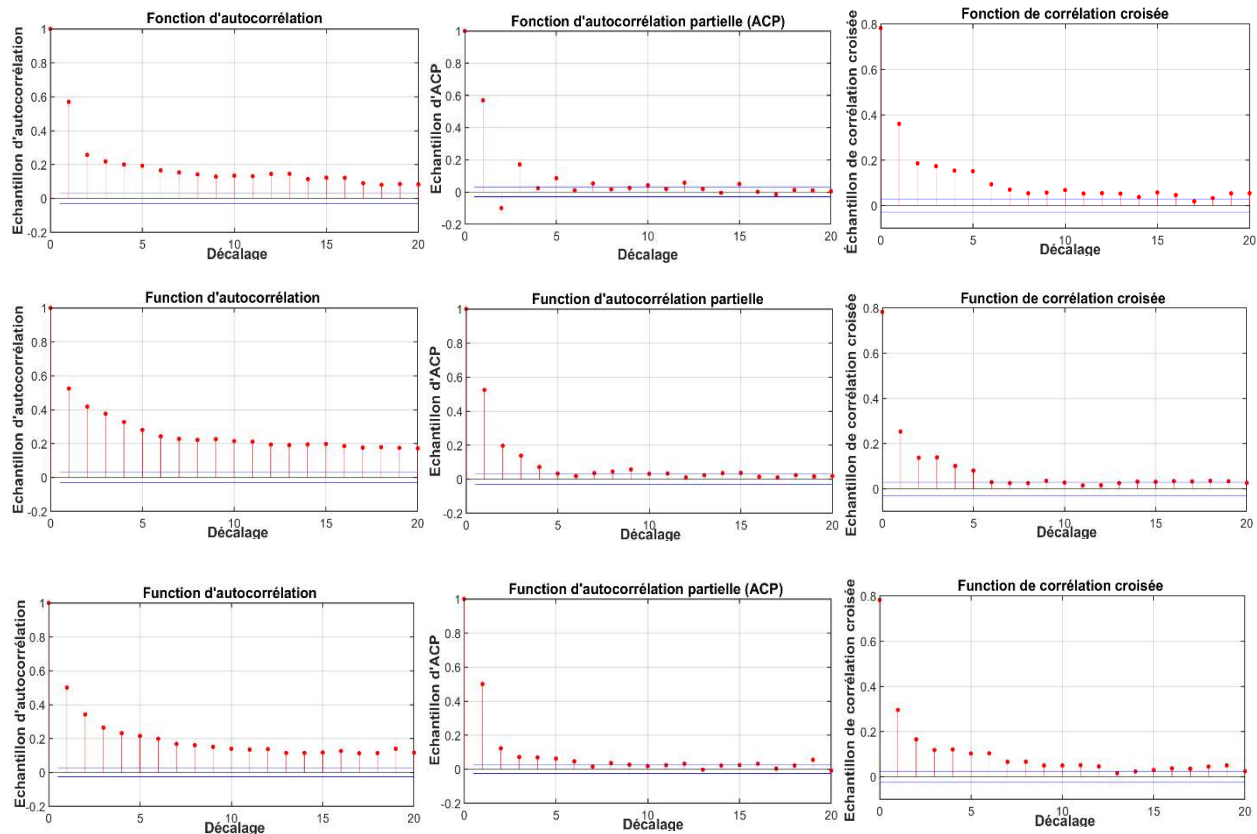 Fonction d'autocorrélation
Echantillon d'autocorrélation
1
0.8
0.6
0.4
0.2
0
-0.2
0 5 10 15 20
Décalage
Fonction d'autocorrélation partielle (ACP)
Echantillon d'ACP
1
0.8
0.6
0.4
0.2
0
-0.2
0 5 10 15 20
Décalage
Fonction de corrélation croisée
Échantillon de corrélation croisée
0.8
0.6
0.4
0.2
0
0 5 10 15 20
Décalage
Function d'autocorrélation
Echantillon d'autocorrélation
1
0.8
0.6
0.4
0.2
0
-0.2
0 5 10 15 20
Décalage
Function d'autocorrélation partielle
Echantillon d'ACP
1
0.8
0.6
0.4
0.2
0
-0.2
0 5 10 15 20
Décalage
Function de corrélation croisée
Echantillon de corrélation croisée
0.8
0.6
0.4
0.2
0
0 5 10 15 20
Décalage
Function d'autocorrélation
Echantillon d'autocorrélation
1
0.8
0.6
0.4
0.2
0
-0.2
0 5 10 15 20
Décalage
Function d'autocorrélation partielle (ACP)
Echantillon d'ACP
1
0.8
0.6
0.4
0.2
0
-0.2
0 5 10 15 20
Décalage
Function de corrélation croisée
Echantillon de corrélation croisée
0.8
0.6
0.4
0.2
0
0 5 10 15 20
Décalage